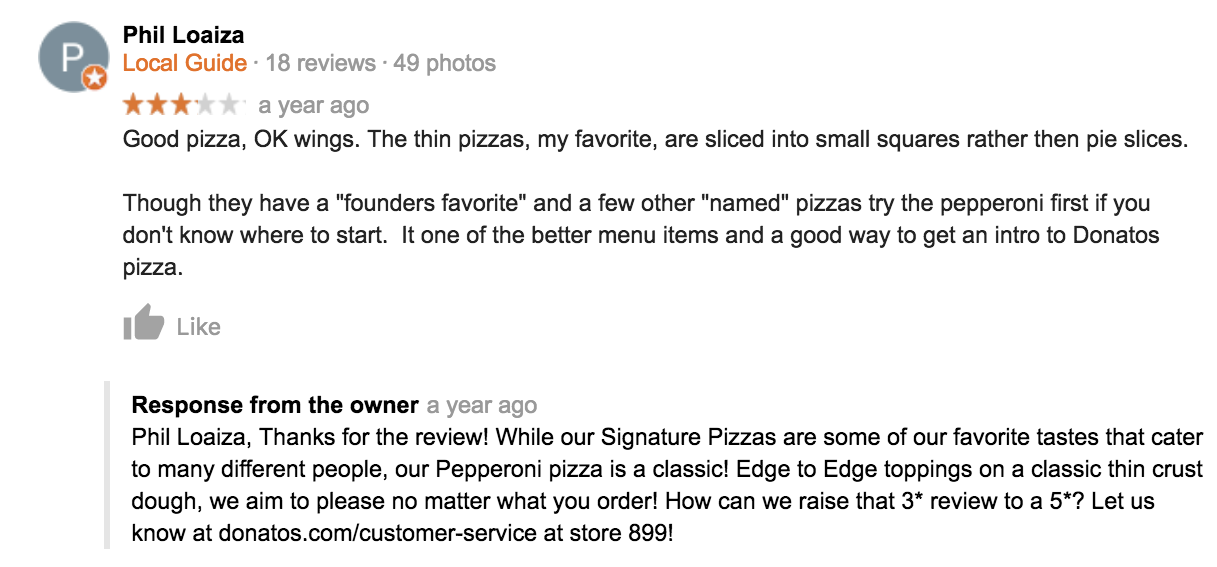 P
Phil Loaiza
Local Guide · 18 reviews · 49 photos
a year ago
Good pizza, OK wings. The thin pizzas, my favorite, are sliced into small squares rather then pie slices.
Though they have a "founders favorite" and a few other "named" pizzas try the pepperoni first if you
don't know where to start.  It one of the better menu items and a good way to get an intro to Donatos
pizza.
Like
Response from the owner a year ago
Phil Loaiza, Thanks for the review! While our Signature Pizzas are some of our favorite tastes that cater
to many different people, our Pepperoni pizza is a classic! Edge to Edge toppings on a classic thin crust
dough, we aim to please no matter what you order! How can we raise that 3* review to a 5*? Let us
know at donatos.com/customer-service at store 899!